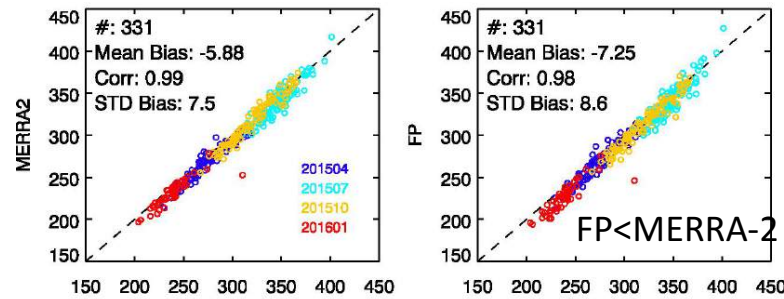 450
400
350
300
250
200
150
MERRA2
#: 331
Mean Bias: -5.88
Corr: 0.99
STD Bias: 7.5
201504
201507
201510
201601
150 200 250 300 350 400 450
450
400
350
300
250
200
150
FP
#: 331
Mean Bias: -7.25
Corr: 0.98
STD Bias: 8.6
FP<MERRA-2
150 200 250 300 350 400 450